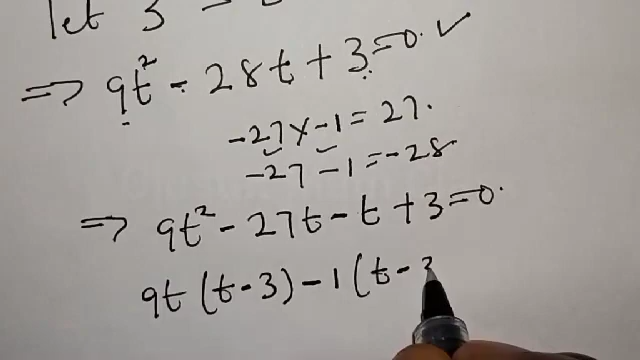 let 3 =
=> 9t² - 28t + 3 = 0. ✓
-27 × -1 = 27.
-27 - 1 = -28
=> 9t² - 27t - t + 3 = 0.
9t (t - 3) - 1 (t - 3